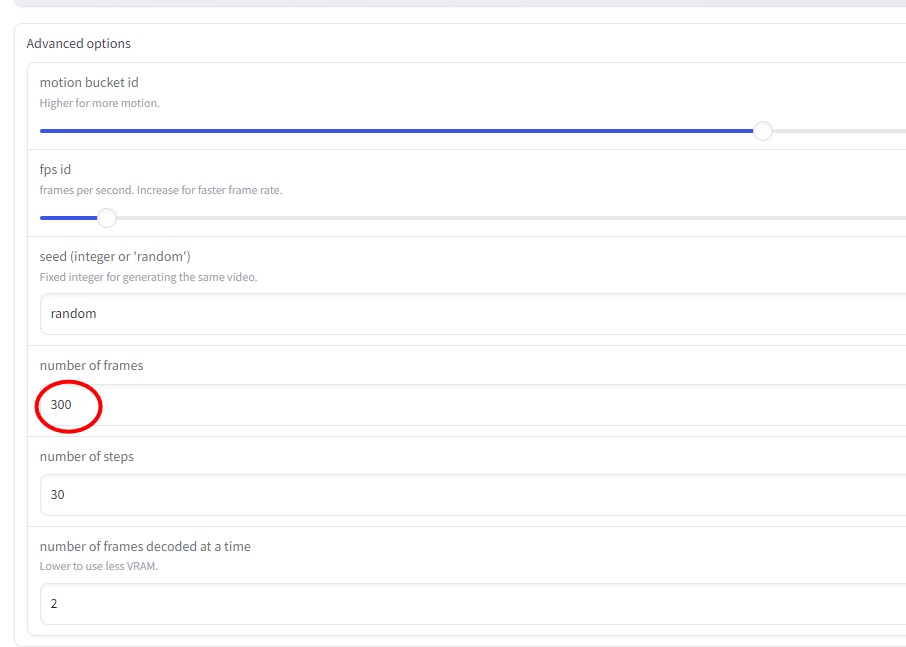 Advanced options
motion bucket id
Higher for more motion.
fps id
frames per second. Increase for faster frame rate.
seed (integer or 'random')
Fixed integer for generating the same video.
random
number of frames
300
number of steps
30
number of frames decoded at a time
Lower to use less VRAM.
2